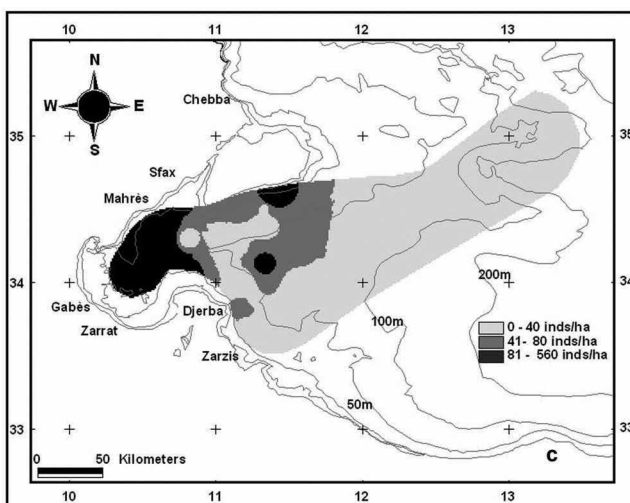 10 11 12 13
N
W E
S
Chebba
35 35
Sfax
Mahrès
34 34
Gabès
Zarrat
Djerba
Zarzis
200m
100m
50m
0 - 40 inds/ha
41- 80 inds/ha
81 - 560 inds/ha
33 33
0 50 Kilometers
C
10 11 12 13